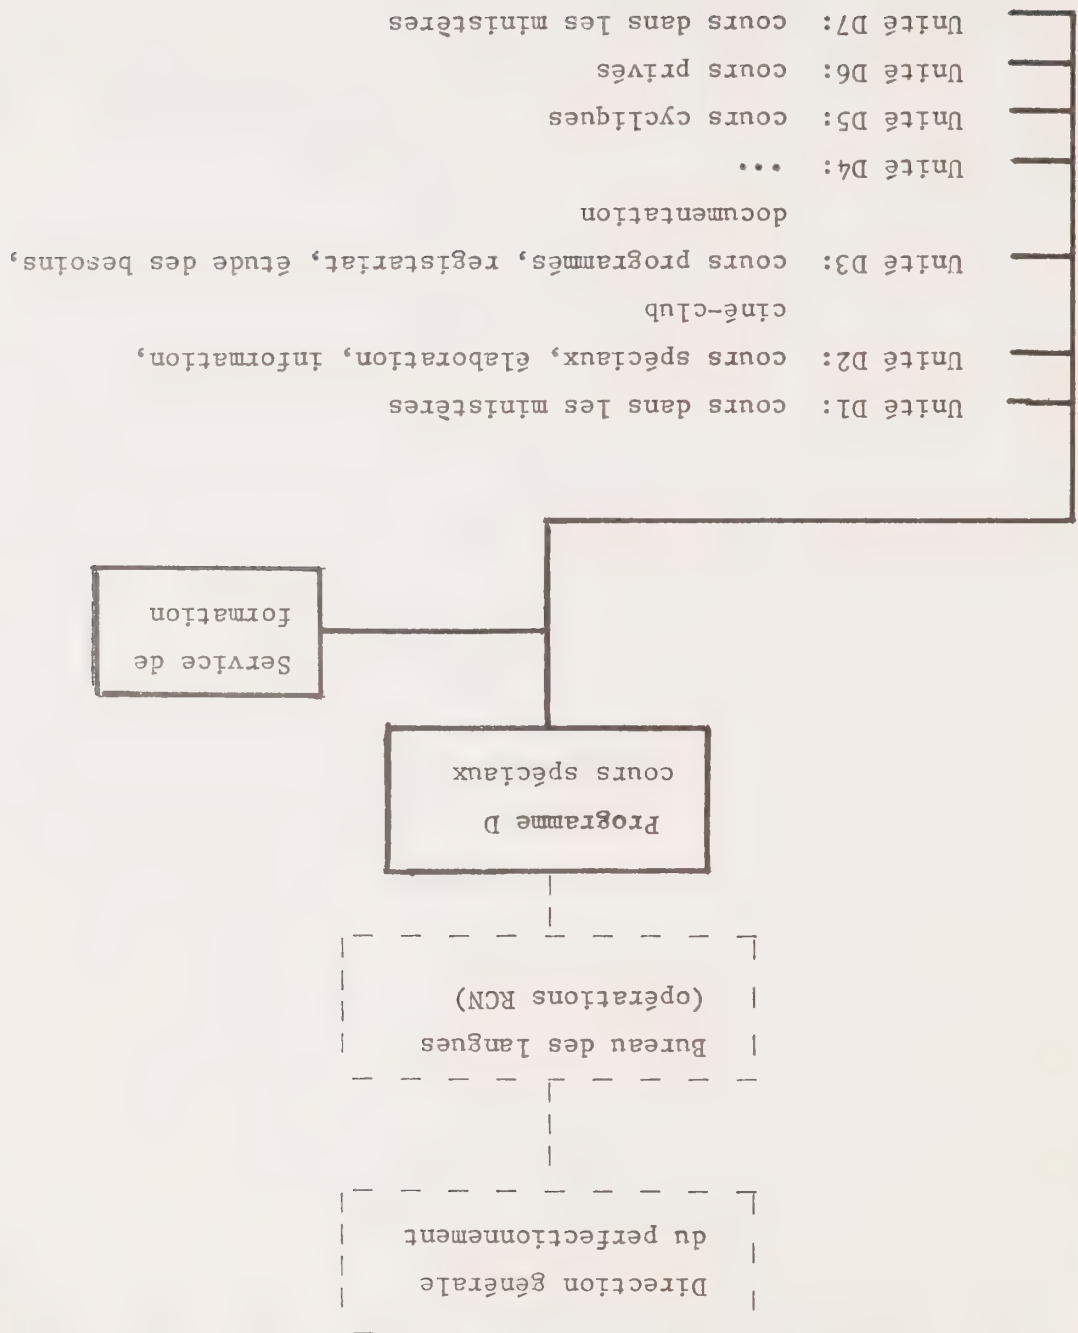 Direction générale
du perfectionnement
Bureau des langues
(opérations RCN)
Programme D
cours spéciaux
Service de
formation
Unité D1: cours dans les ministères
Unité D2: cours spéciaux, élaboration, information,
ciné-club
Unité D3: cours programmés, registariat, étude des besoins,
documentation
Unité D4: ...
Unité D5: cours cycliques
Unité D6: cours privés
Unité D7: cours dans les ministères